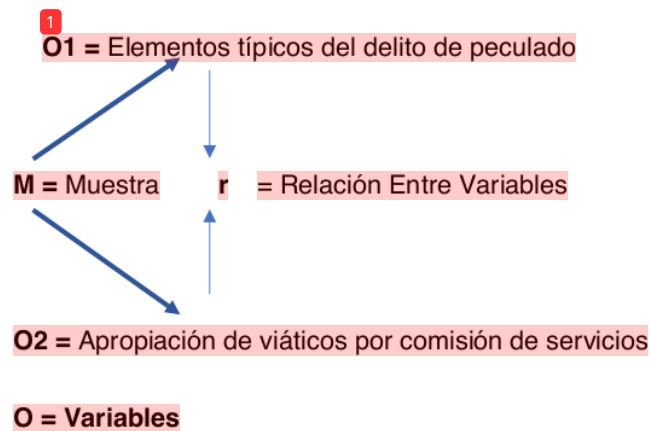 1
O1 = Elementos típicos del delito de peculado
M = Muestra r = Relación Entre Variables
O2 = Apropiación de viáticos por comisión de servicios
O = Variables